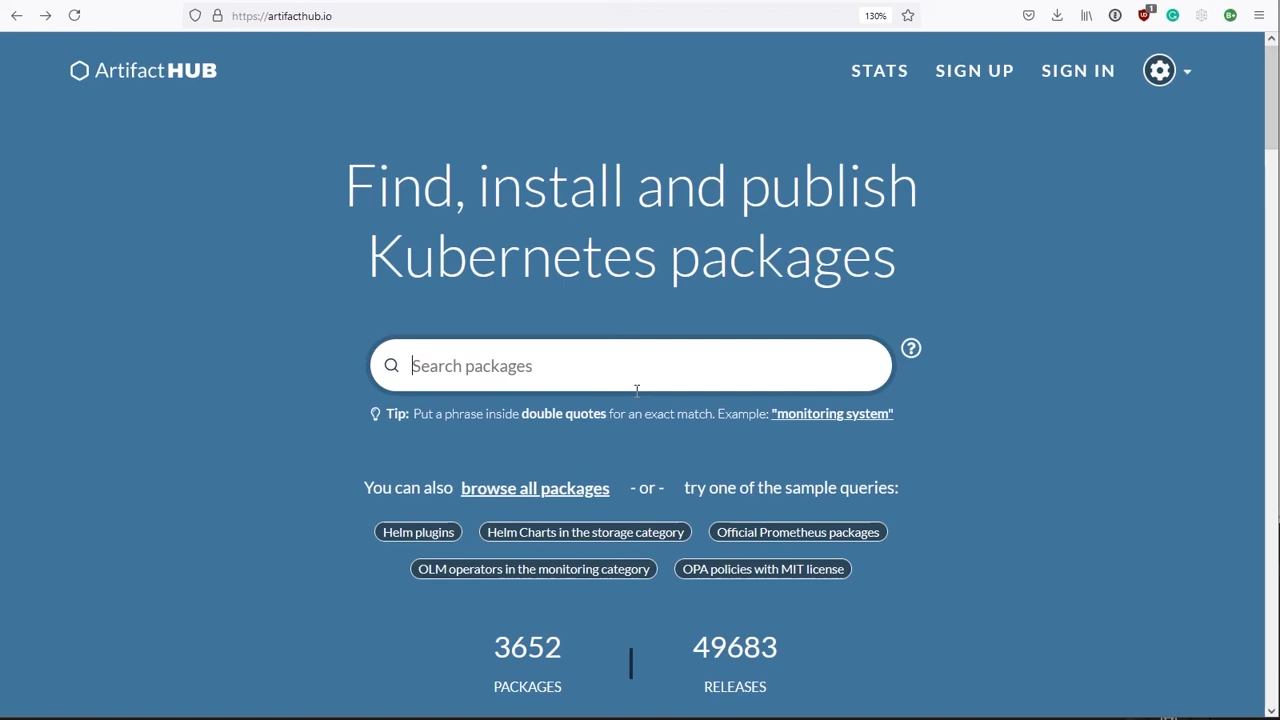 https://artifacthub.io
130%
1
ArtifactHUB
STATS
SIGN UP
SIGN IN
Find, install and publish
Kubernetes packages
Search packages
Tip: Put a phrase inside double quotes for an exact match. Example: "monitoring system"
You can also browse all packages - or - try one of the sample queries:
Helm plugins
Helm Charts in the storage category
Official Prometheus packages
OLM operators in the monitoring category
OPA policies with MIT license
3652
49683
PACKAGES
RELEASES